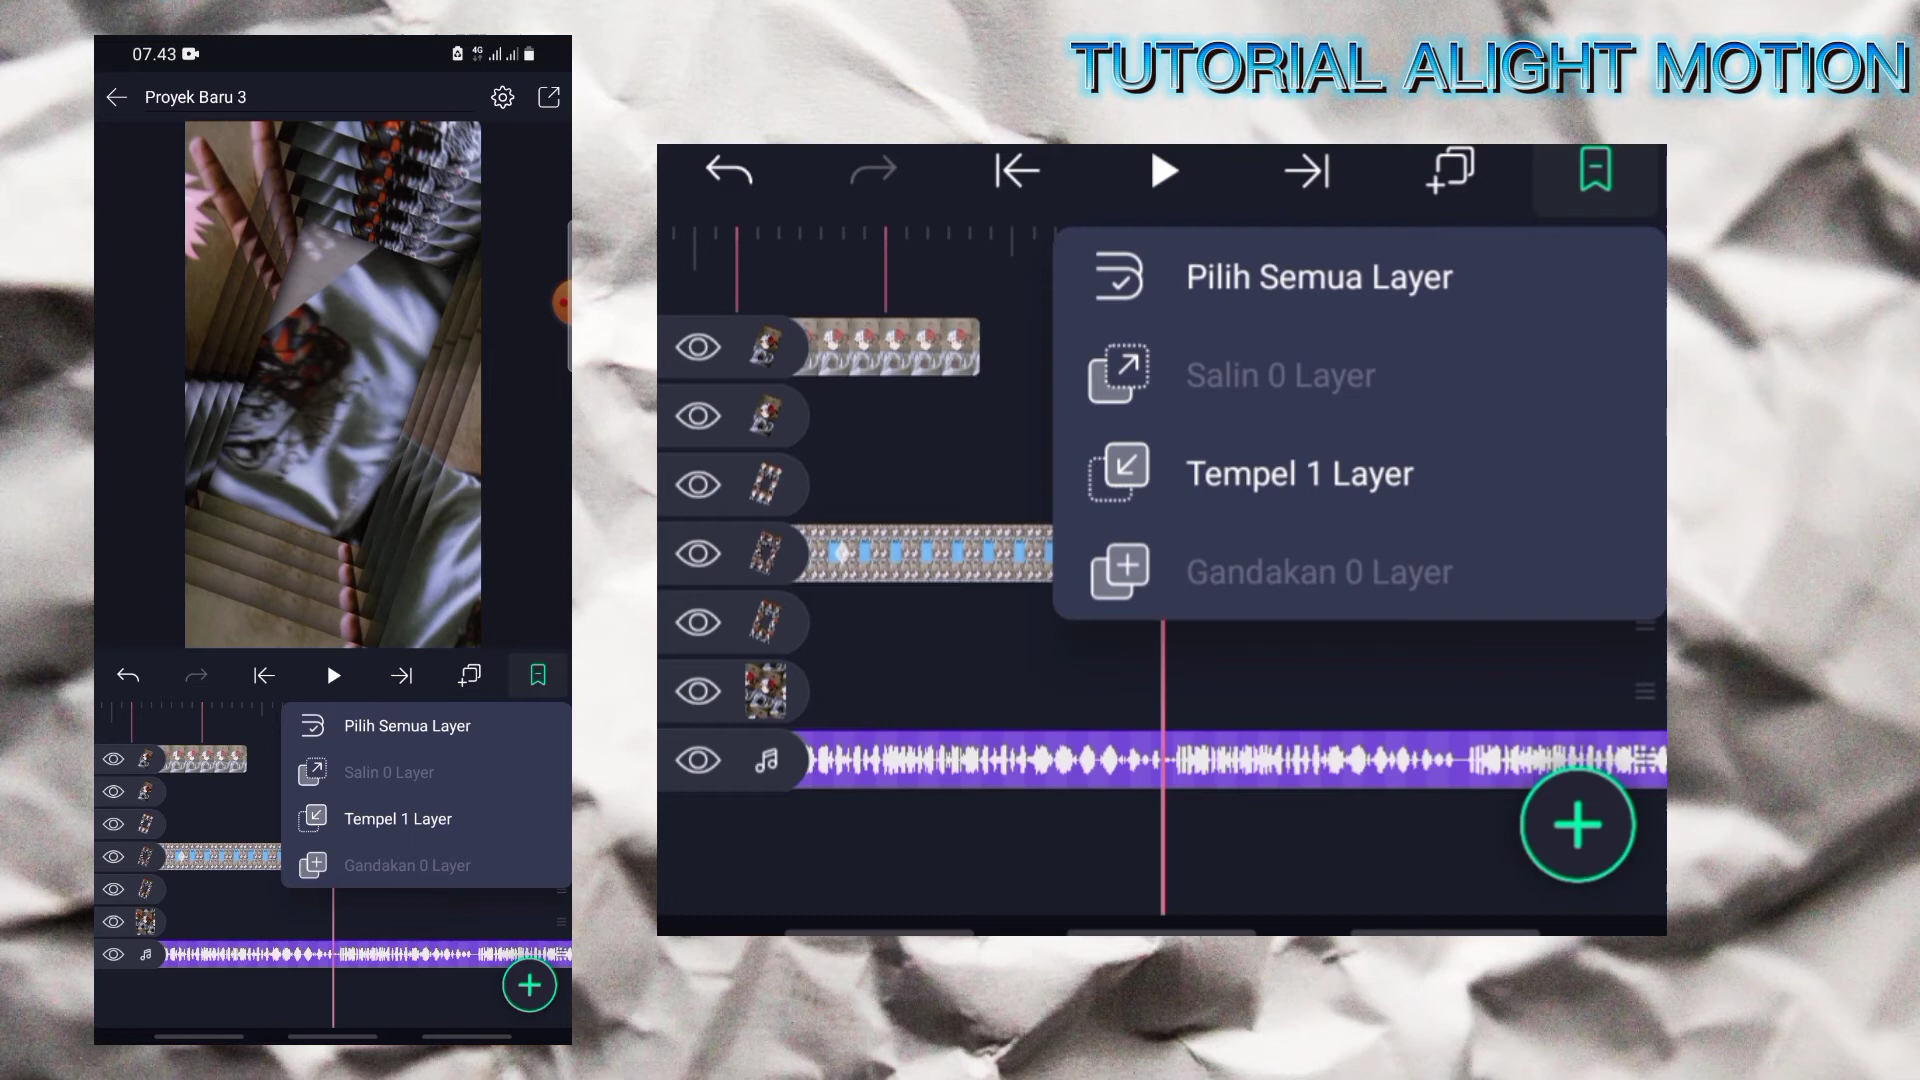 TUTORIAL ALIGHT MOTION
07.43
4G
Proyek Baru 3
Pilih Semua Layer
Salin 0 Layer
Tempel 1 Layer
Gandakan 0 Layer
Pilih Semua Layer
Salin 0 Layer
Tempel 1 Layer
Gandakan 0 Layer